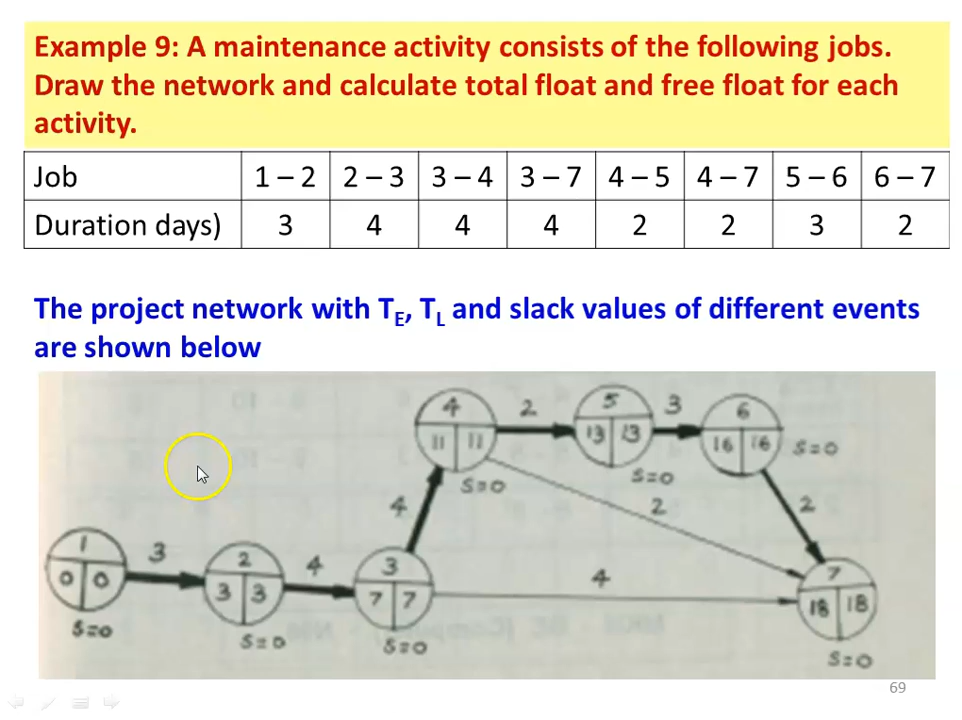 Example 9: A maintenance activity consists of the following jobs.
Draw the network and calculate total float and free float for each
activity.
Job 1 – 2 2 – 3 3 – 4 3 – 7 4 – 5 4 – 7 5 – 6 6 – 7
Duration days) 3 4 4 4 2 2 3 2
The project network with TE, TL and slack values of different events
are shown below
4 2 5 3 6
11 11 13 13 16 16 S=0
S=0 S=0
4 2 2
1 3 2 4 3 4 7
0 0 3 3 7 7 18 18
S=0 S=0 S=0 S=0
69